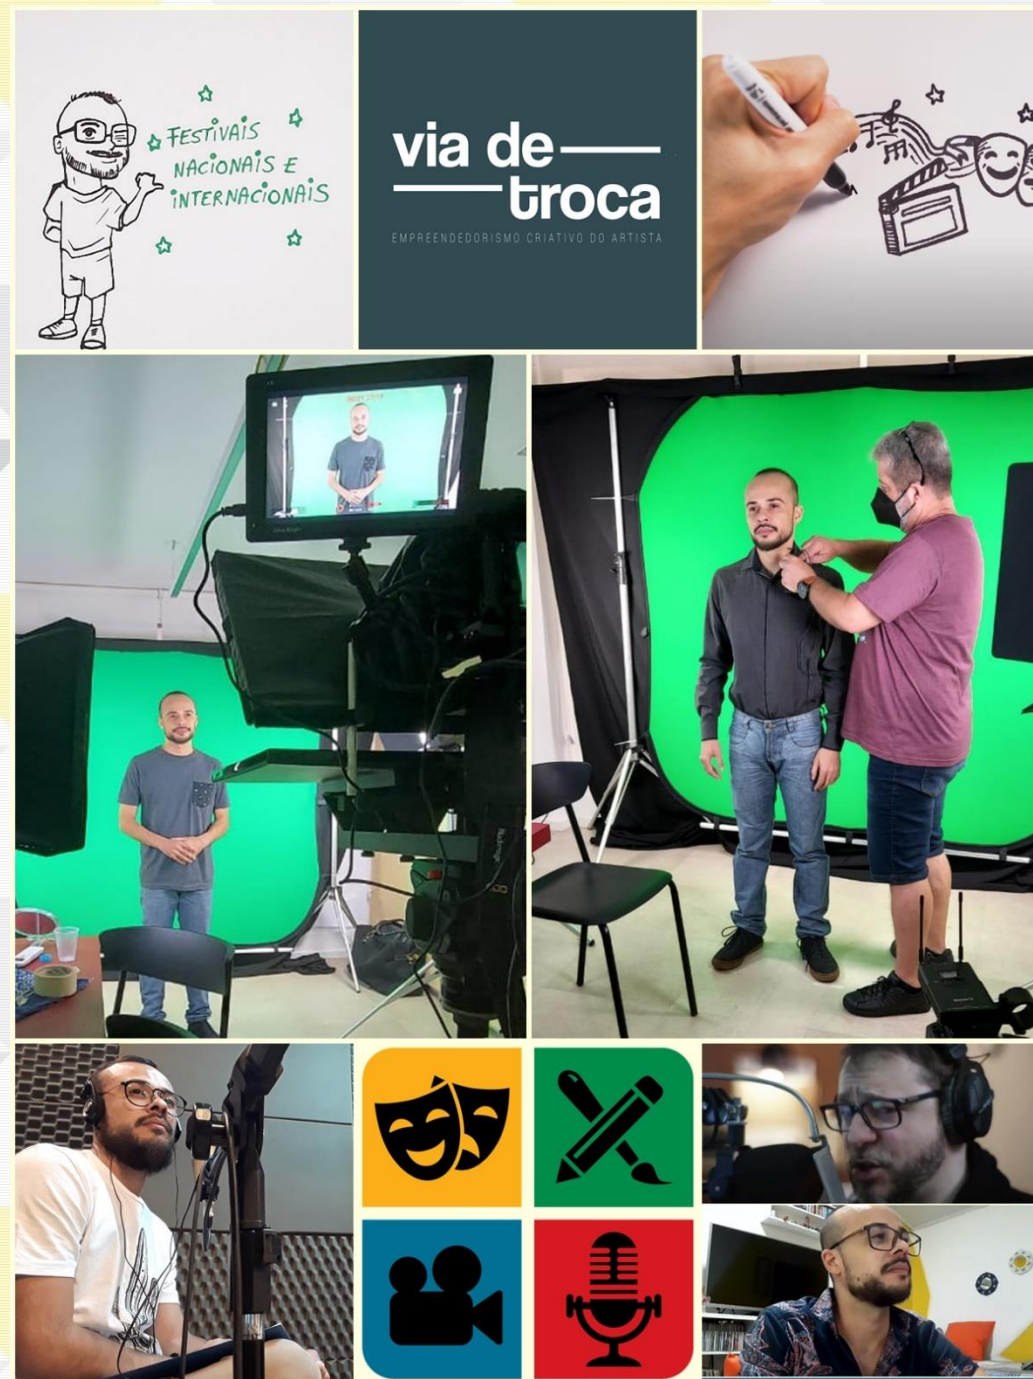 FESTIVAIS
NACIONAIS E
INTERNACIONAIS
via de
troca
EMPREENDEDORISMO CRIATIVO DO ARTISTA